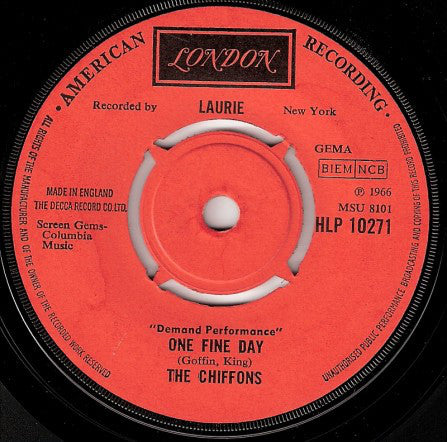 · AMERICAN RECORDING ·
LONDON
Recorded by LAURIE New York
GEMA
BIEM NCB
℗ 1966
MSU 8101
HLP 10271
MADE IN ENGLAND
THE DECCA RECORD CO. LTD.
Screen Gems-
Columbia
Music
"Demand Performance"
ONE FINE DAY
(Goffin, King)
THE CHIFFONS
ALL RIGHTS OF THE MANUFACTURER AND OF THE OWNER OF THE RECORDED WORK RESERVED
UNAUTHORISED PUBLIC PERFORMANCE, BROADCASTING AND COPYING OF THIS RECORD PROHIBITED